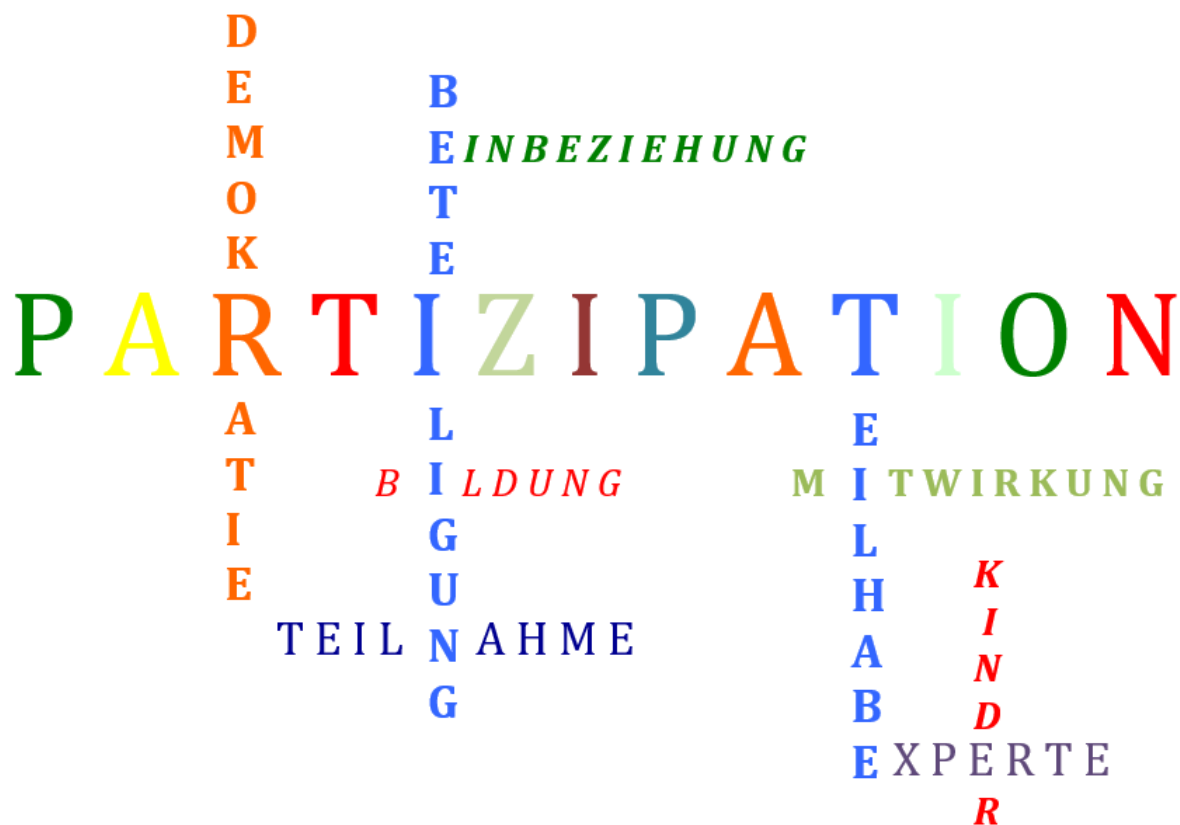 DEMOKRATIE
BETEILIGUNG
EINBEZIEHUNG
PARTIZIPATION
TEILHABE
BILDUNG
MITWIRKUNG
KINDER
TEILNAHME
EXPERTE